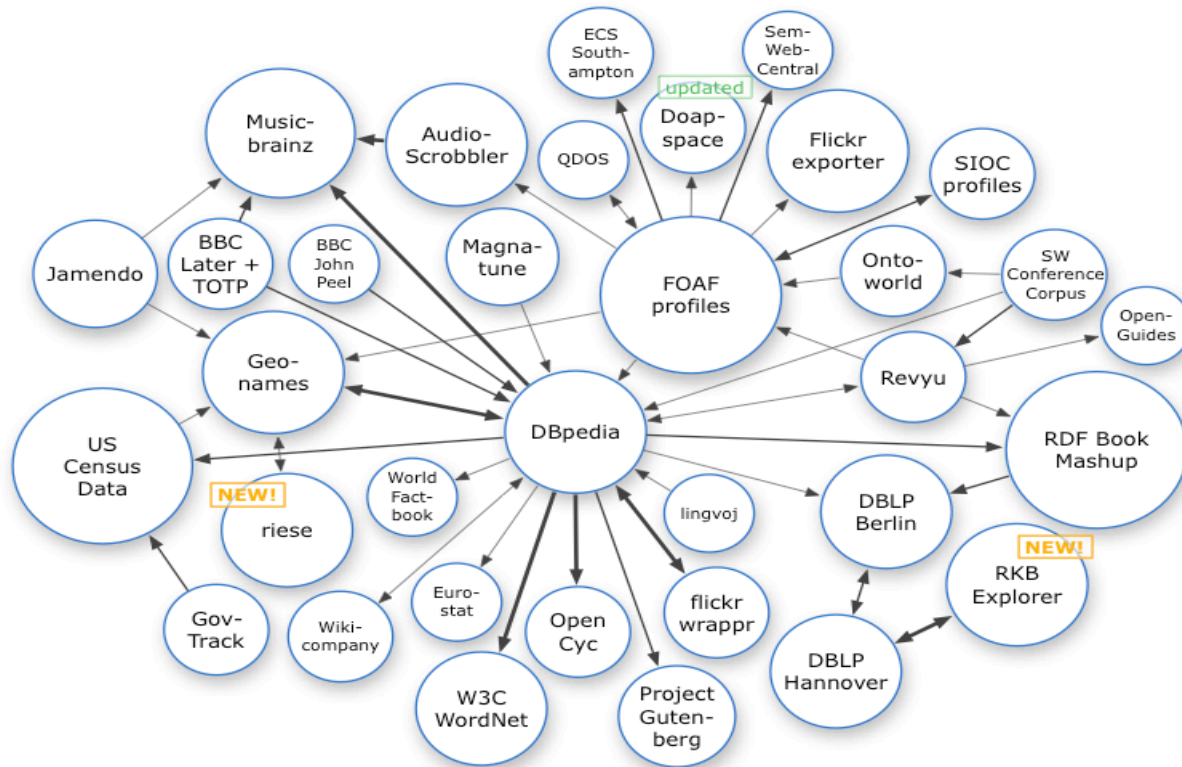 ECS
South-
ampton
Sem-
Web-
Central
updated
Doap-
space
Music-
brainz
Audio-
Scrobbler
Flickr
exporter
QDOS
SIOC
profiles
BBC
Later +
TOTP
BBC
John
Peel
Magna-
tune
Jamendo
FOAF
profiles
Onto-
world
SW
Conference
Corpus
Open-
Guides
Geo-
names
Revyu
DBpedia
US
Census
Data
RDF Book
Mashup
World
Fact-
book
NEW!
riese
lingvoj
DBLP
Berlin
NEW!
RKB
Explorer
Gov-
Track
Wiki-
company
Euro-
stat
Open
Cyc
flickr
wrappr
DBLP
Hannover
W3C
WordNet
Project
Guten-
berg